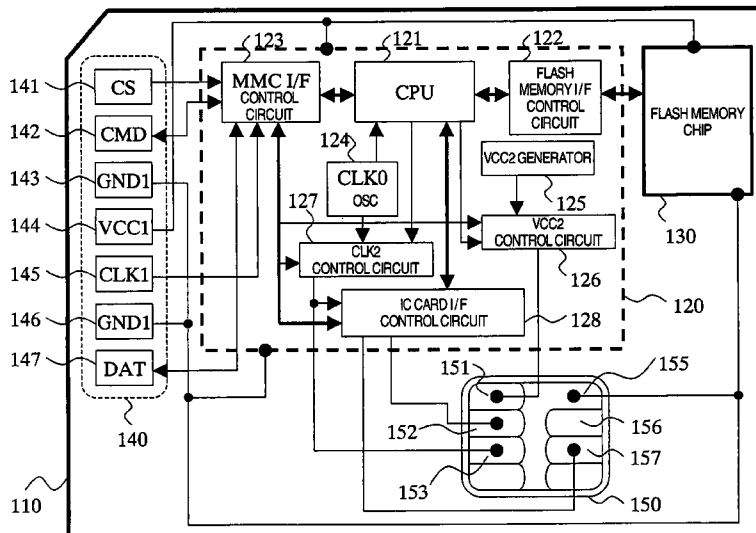 123
121
122
141
CS
MMC I/F
CONTROL
CIRCUIT
CPU
FLASH
MEMORY I/F
CONTROL
CIRCUIT
FLASH MEMORY
CHIP
142
CMD
143
GND1
124
CLK0
OSC
VCC2 GENERATOR
125
130
144
VCC1
127
VCC2
CONTROL CIRCUIT
126
145
CLK1
CLK2
CONTROL CIRCUIT
120
146
GND1
IC CARD I/F
CONTROL CIRCUIT
128
147
DAT
140
151
155
152
156
153
157
110
150